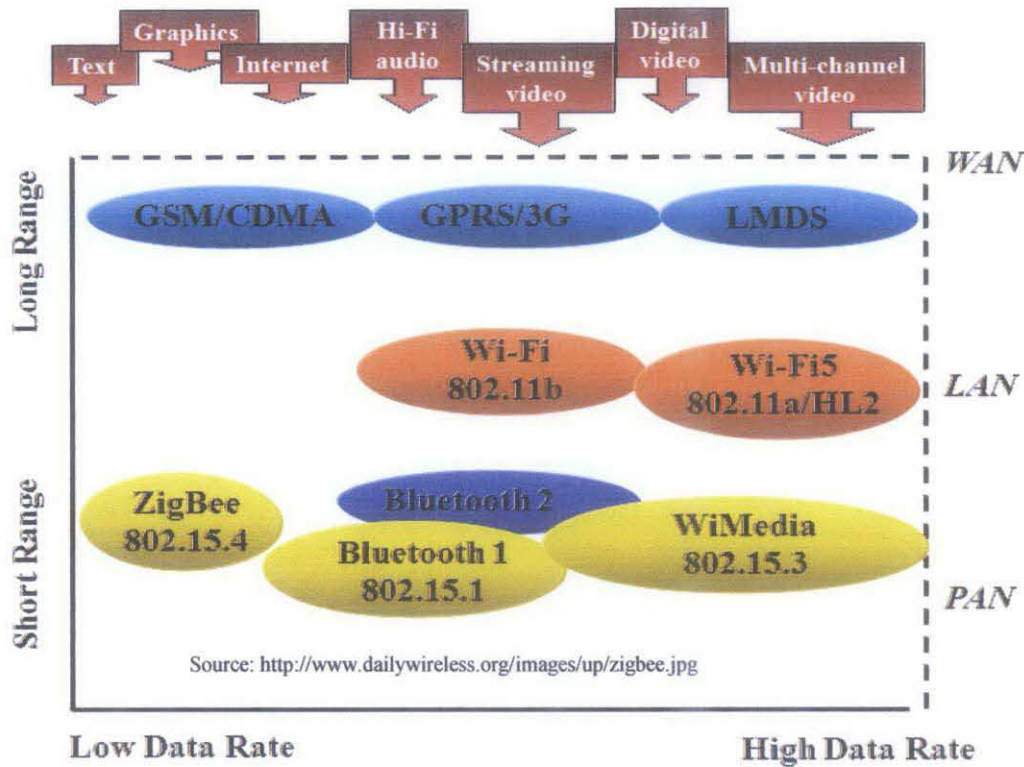 Text
Graphics
Internet
Hi-Fi
audio
Streaming
video
Digital
video
Multi-channel
video
WAN
Long Range
GSM/CDMA
GPRS/3G
LMDS
Wi-Fi
802.11b
Wi-Fi5
802.11a/HL2
LAN
Short Range
ZigBee
802.15.4
Bluetooth 2
Bluetooth 1
802.15.1
WiMedia
802.15.3
PAN
Source: http://www.dailywireless.org/images/up/zigbee.jpg
Low Data Rate
High Data Rate